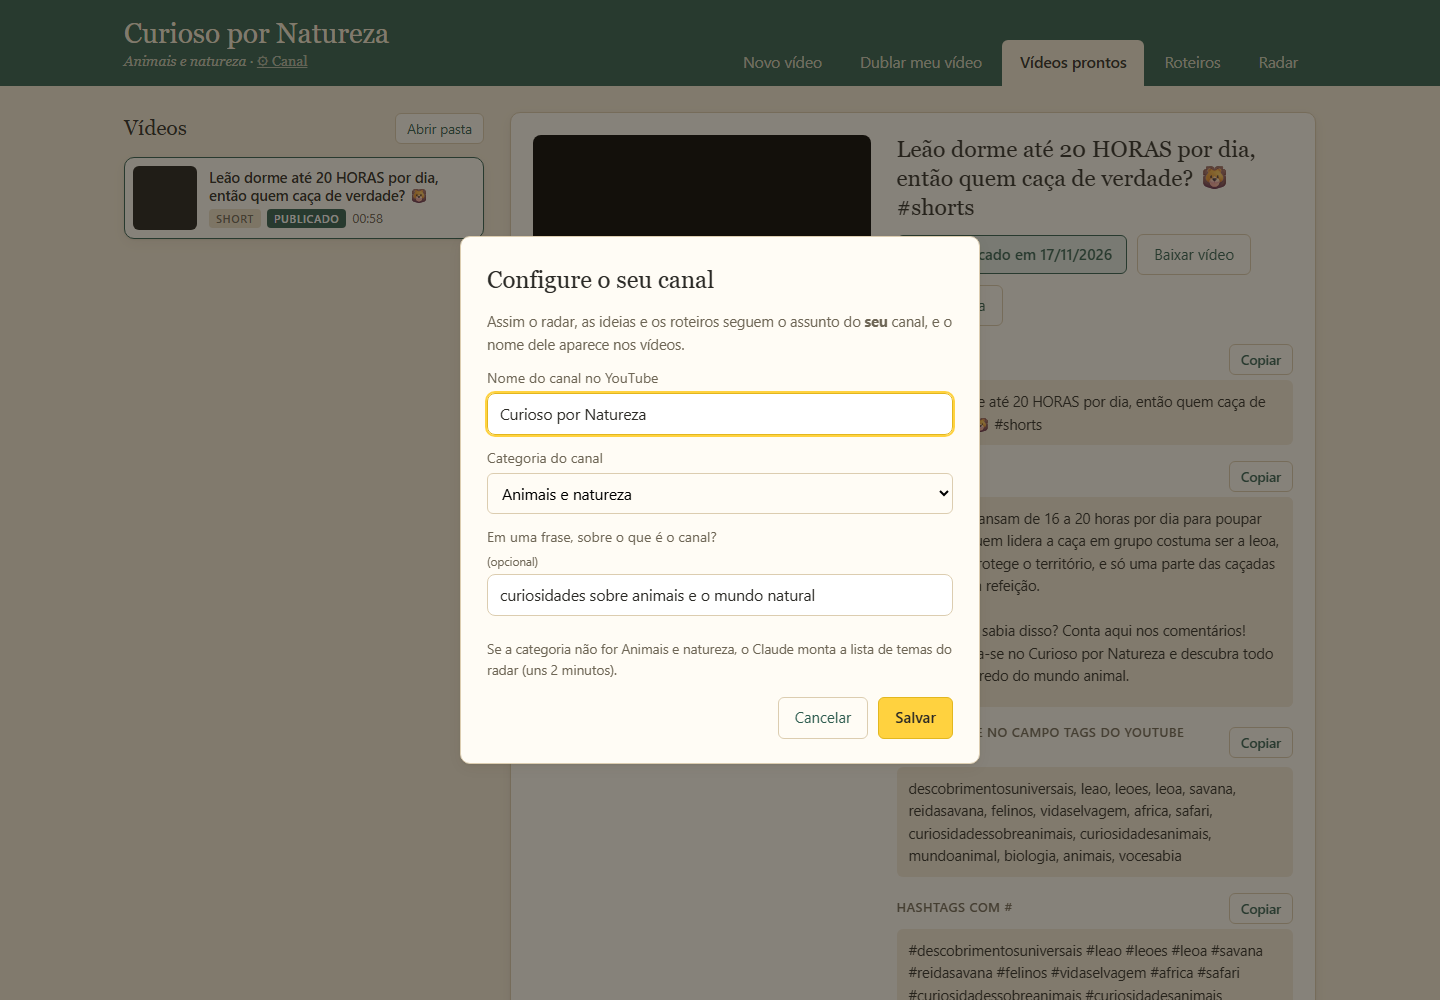 Curioso por Natureza
Animais e natureza · ⚙ Canal
Novo vídeo
Dublar meu vídeo
Vídeos prontos
Roteiros
Radar
Vídeos
Abrir pasta
Leão dorme até 20 HORAS por dia,
então quem caça de verdade? 🦁
SHORT PUBLICADO 00:58
Leão dorme até 20 HORAS por dia,
então quem caça de verdade? 🦁
#shorts
cado em 17/11/2026
Baixar vídeo
a
Copiar
e até 20 HORAS por dia, então quem caça de
#shorts
Copiar
ansam de 16 a 20 horas por dia para poupar
uem lidera a caça em grupo costuma ser a leoa,
rotege o território, e só uma parte das caçadas
refeição.
sabia disso? Conta aqui nos comentários!
a-se no Curioso por Natureza e descubra todo
redo do mundo animal.
E NO CAMPO TAGS DO YOUTUBE
Copiar
descobrimentosuniversais, leao, leoes, leoa, savana,
reidasavana, felinos, vidaselvagem, africa, safari,
curiosidadessobreanimais, curiosidadesanimais,
mundoanimal, biologia, animais, vocesabia
HASHTAGS COM #
Copiar
#descobrimentosuniversais #leao #leoes #leoa #savana
#reidasavana #felinos #vidaselvagem #africa #safari
#curiosidadessobreanimais #curiosidadesanimais
Configure o seu canal
Assim o radar, as ideias e os roteiros seguem o assunto do seu canal, e o
nome dele aparece nos vídeos.
Nome do canal no YouTube
Curioso por Natureza
Categoria do canal
Animais e natureza
Em uma frase, sobre o que é o canal?
(opcional)
curiosidades sobre animais e o mundo natural
Se a categoria não for Animais e natureza, o Claude monta a lista de temas do
radar (uns 2 minutos).
Cancelar
Salvar